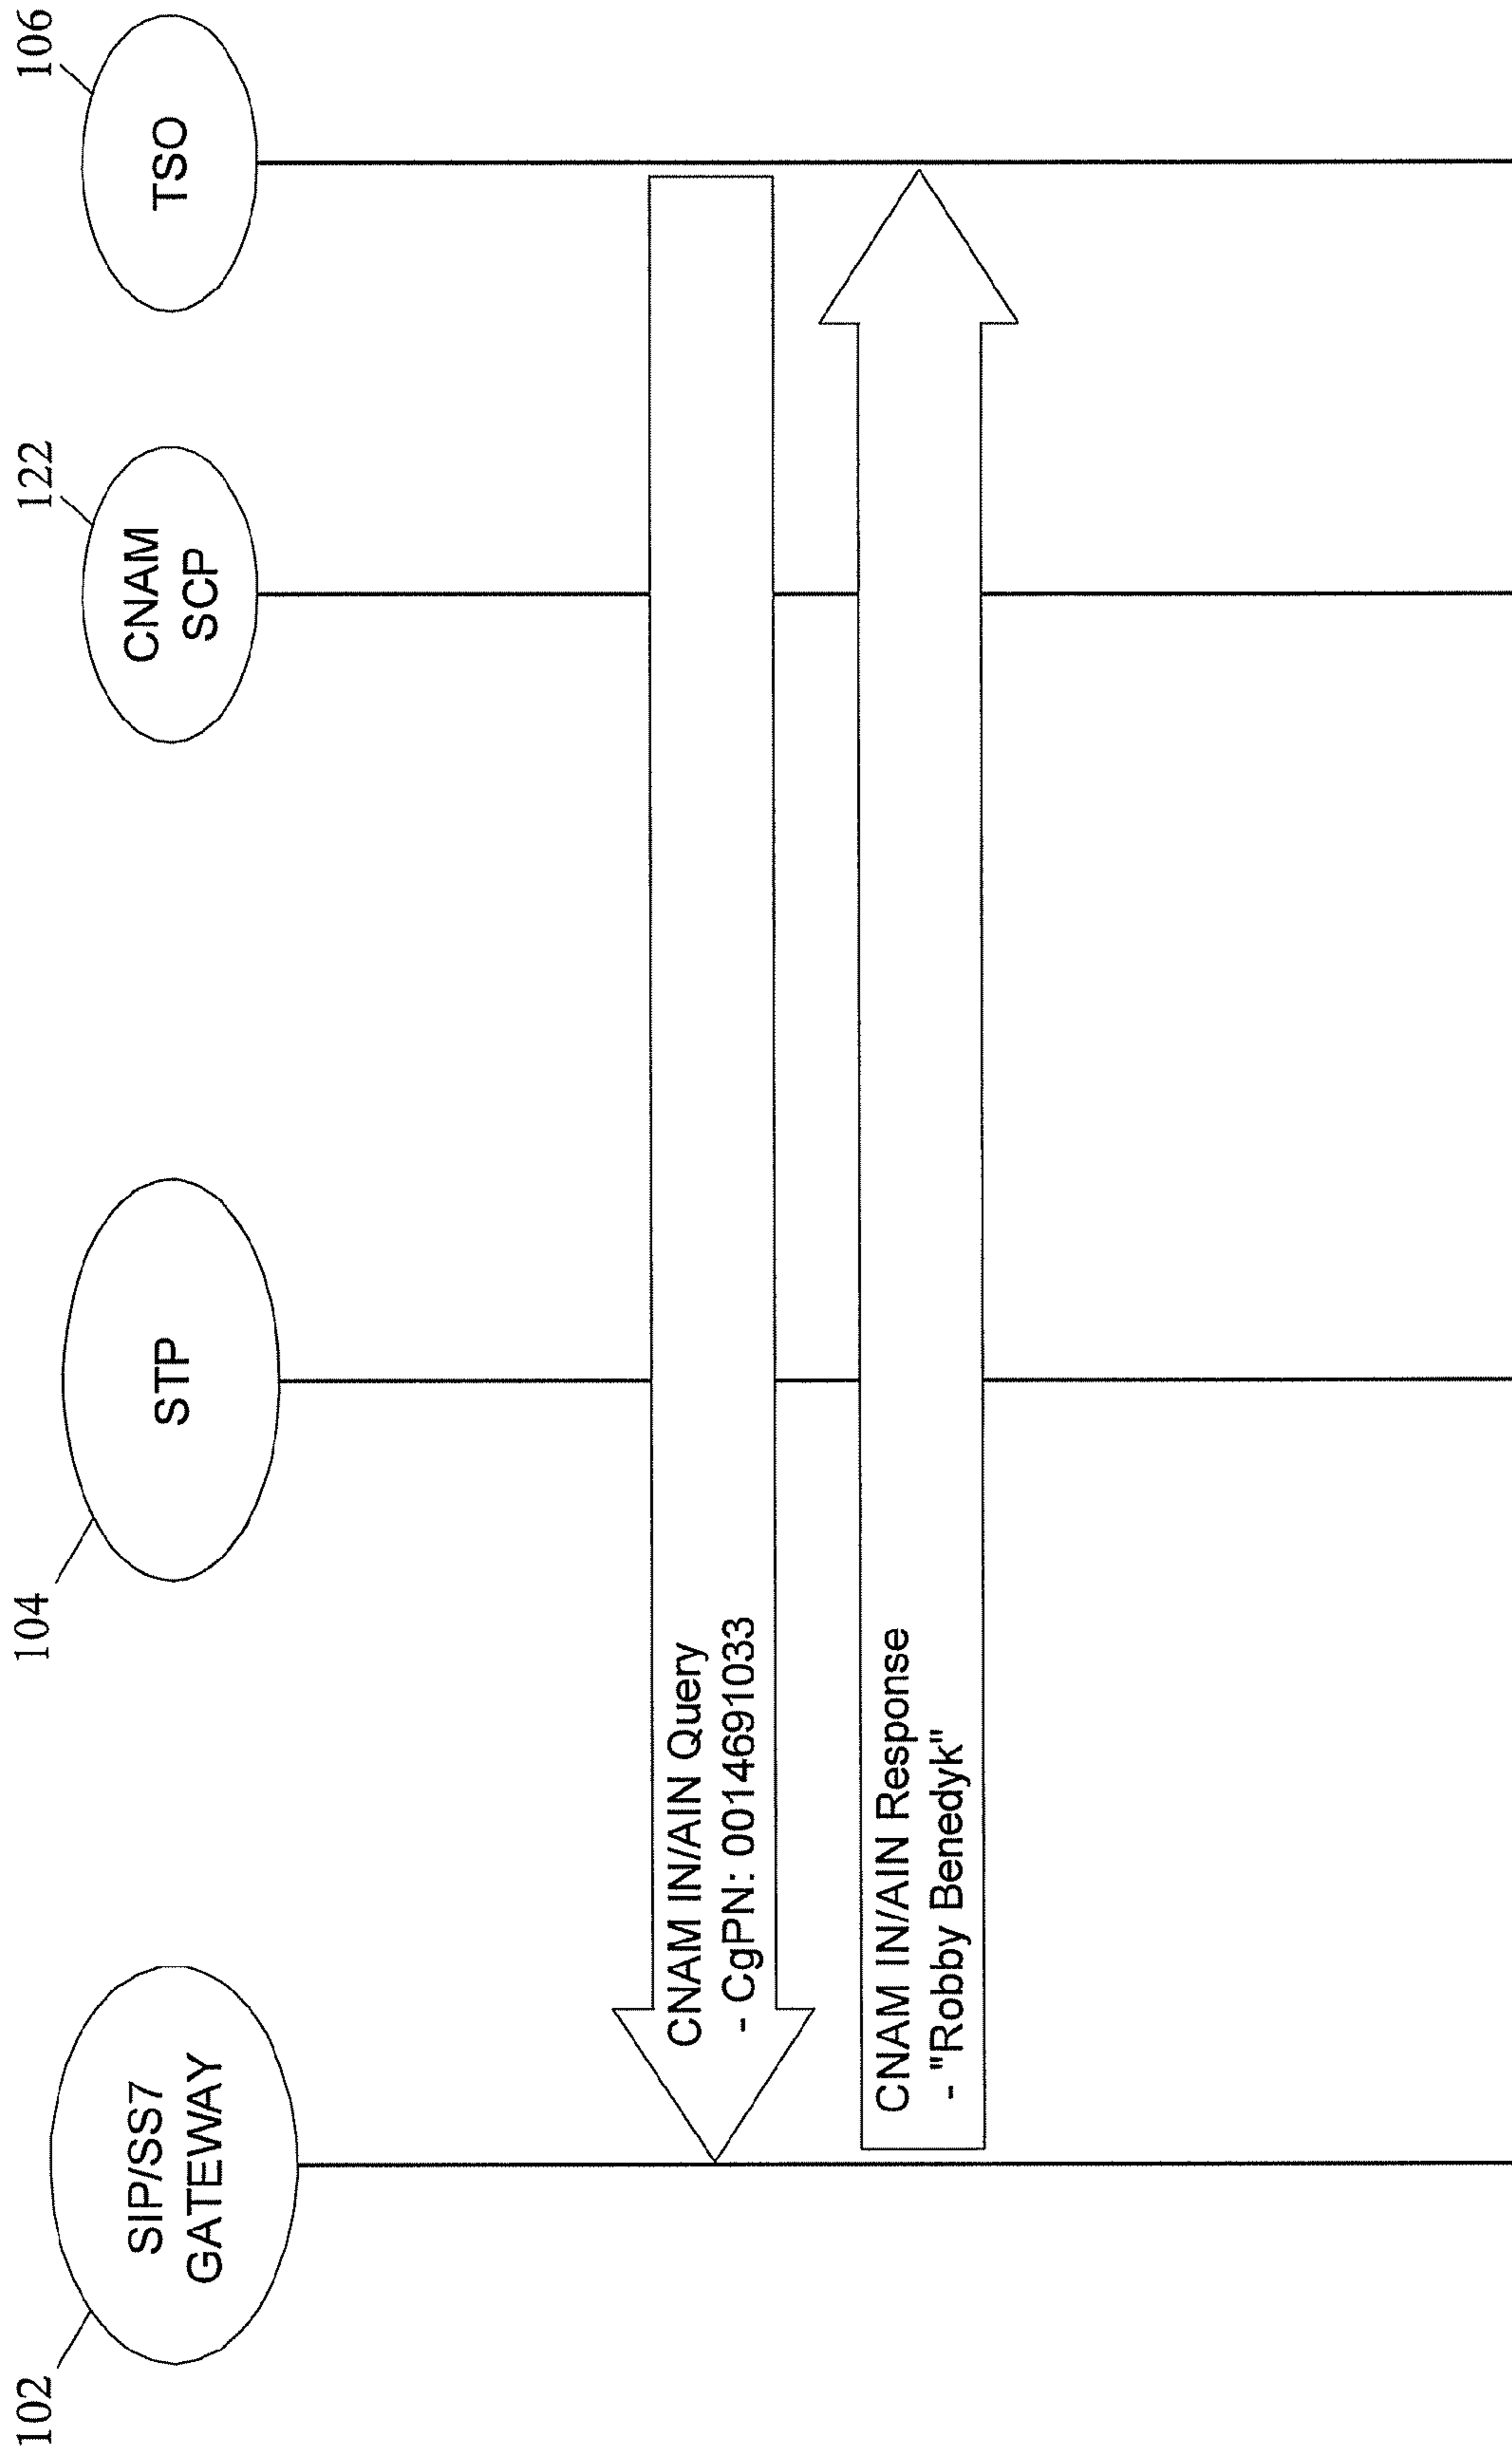 102
104
122
106
SIP/SS7
GATEWAY
STP
CNAM
SCP
TSO
CNAM IN/AIN Query
- CgPN: 0014691033
CNAM IN/AIN Response
- "Robby Benedyk"